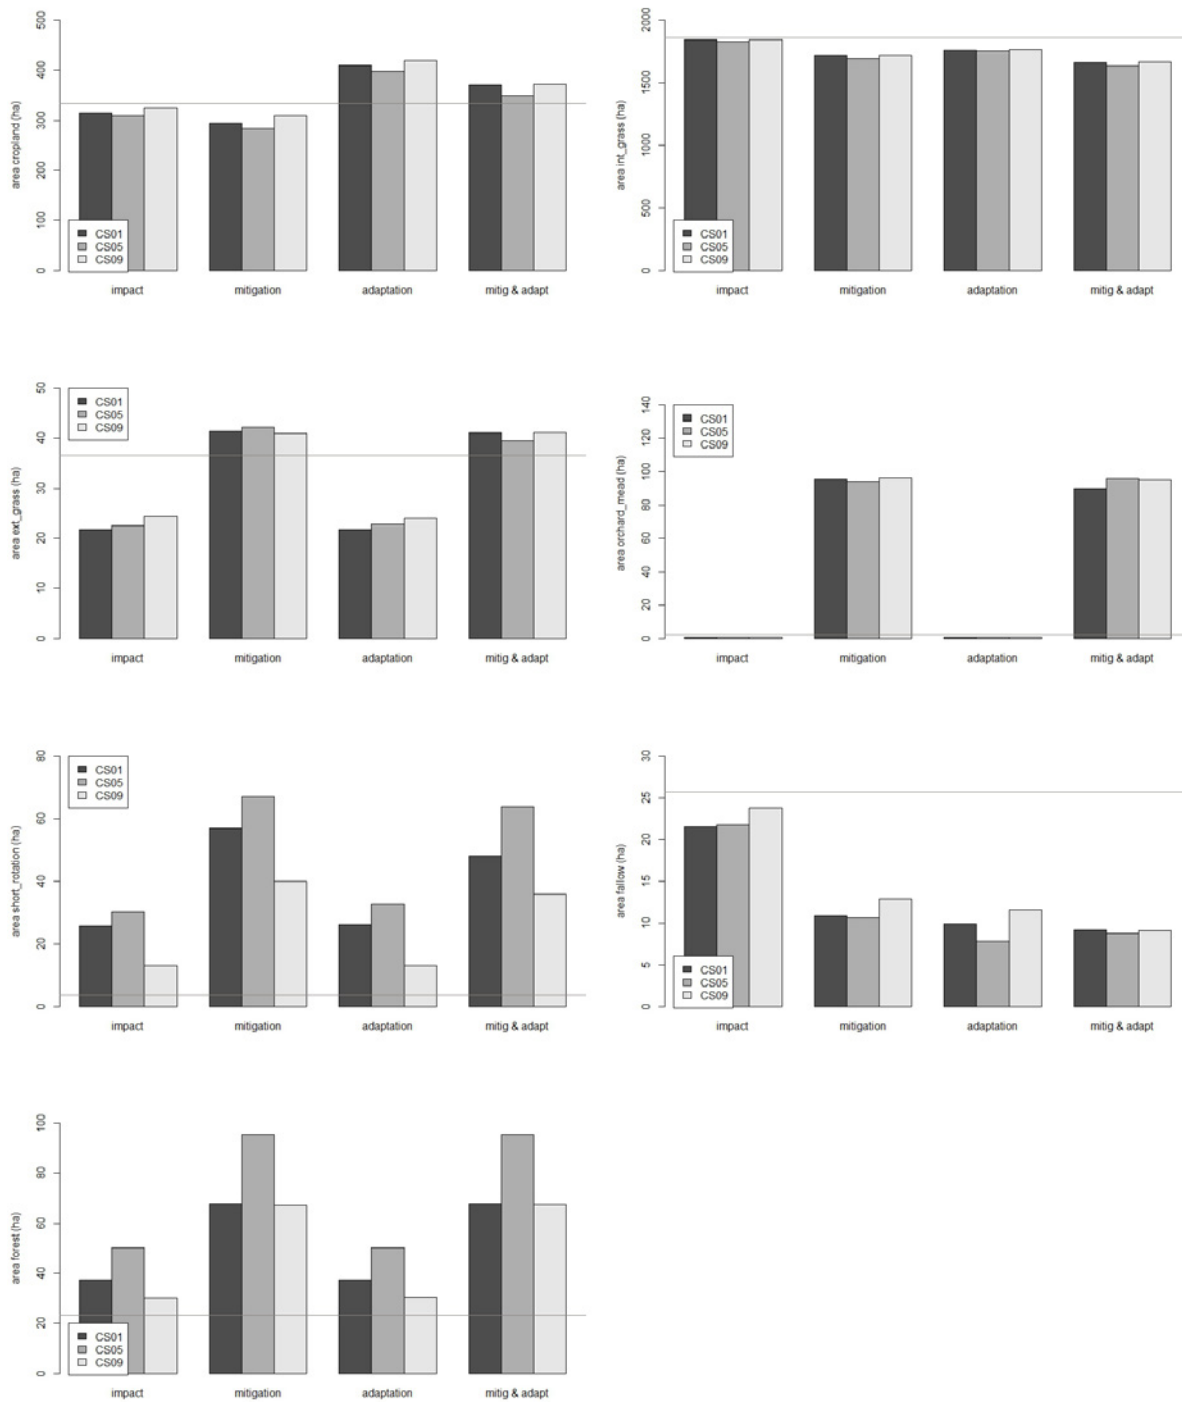 area cropland (ha)
0
100
200
300
400
500
CS01
CS05
CS09
impact
mitigation
adaptation
mitig & adapt
area int_grass (ha)
0
500
1000
1500
2000
CS01
CS05
CS09
impact
mitigation
adaptation
mitig & adapt
area ext_grass (ha)
0
10
20
30
40
50
CS01
CS05
CS09
impact
mitigation
adaptation
mitig & adapt
area orchard_mead (ha)
0
20
40
60
80
100
120
140
CS01
CS05
CS09
impact
mitigation
adaptation
mitig & adapt
area short_rotation (ha)
0
20
40
60
80
CS01
CS05
CS09
impact
mitigation
adaptation
mitig & adapt
area fallow (ha)
0
5
10
15
20
25
30
CS01
CS05
CS09
impact
mitigation
adaptation
mitig & adapt
area forest (ha)
0
20
40
60
80
100
CS01
CS05
CS09
impact
mitigation
adaptation
mitig & adapt